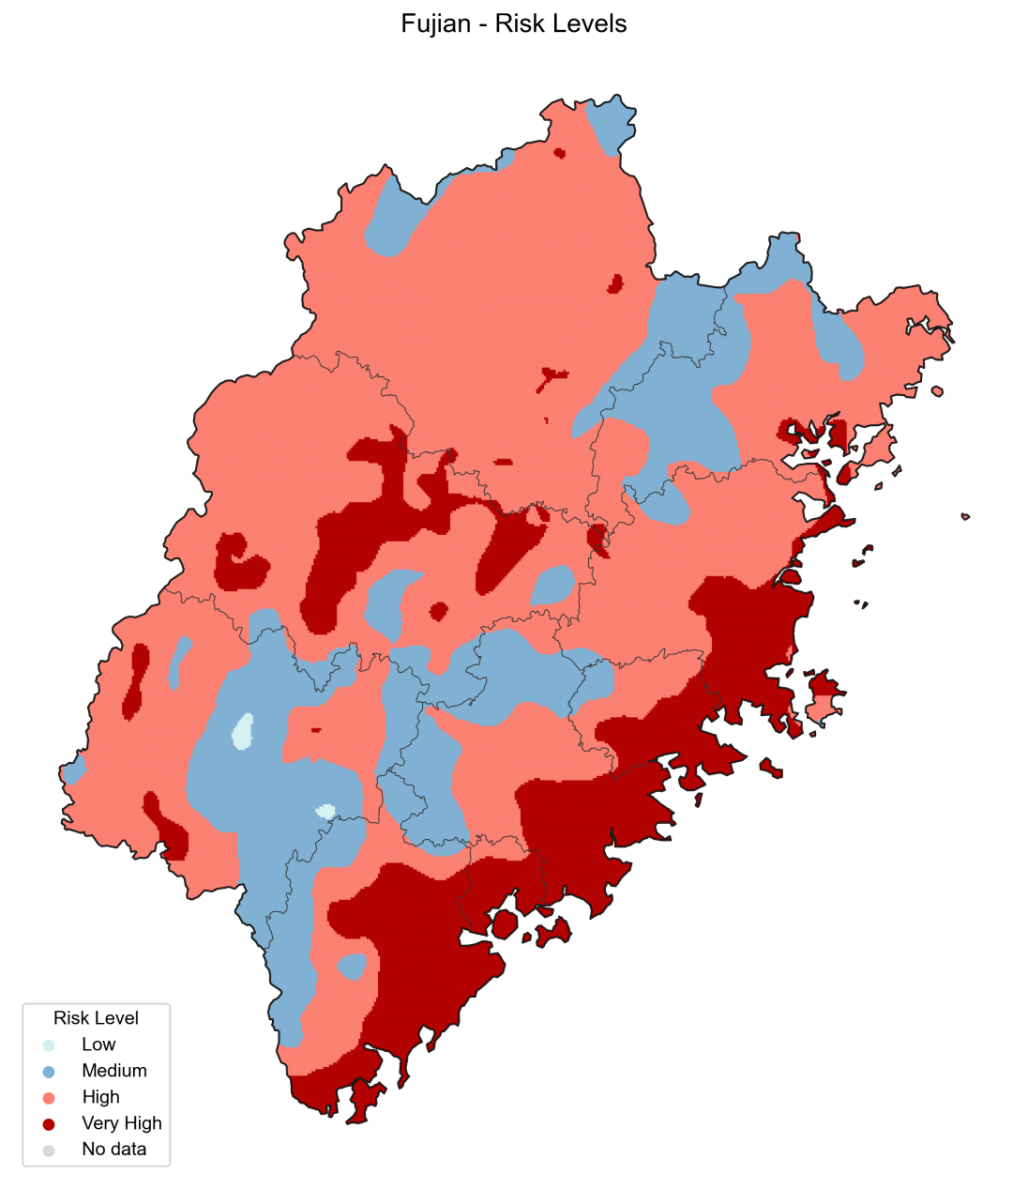 Fujian - Risk Levels
Risk Level
Low
Medium
High
Very High
No data